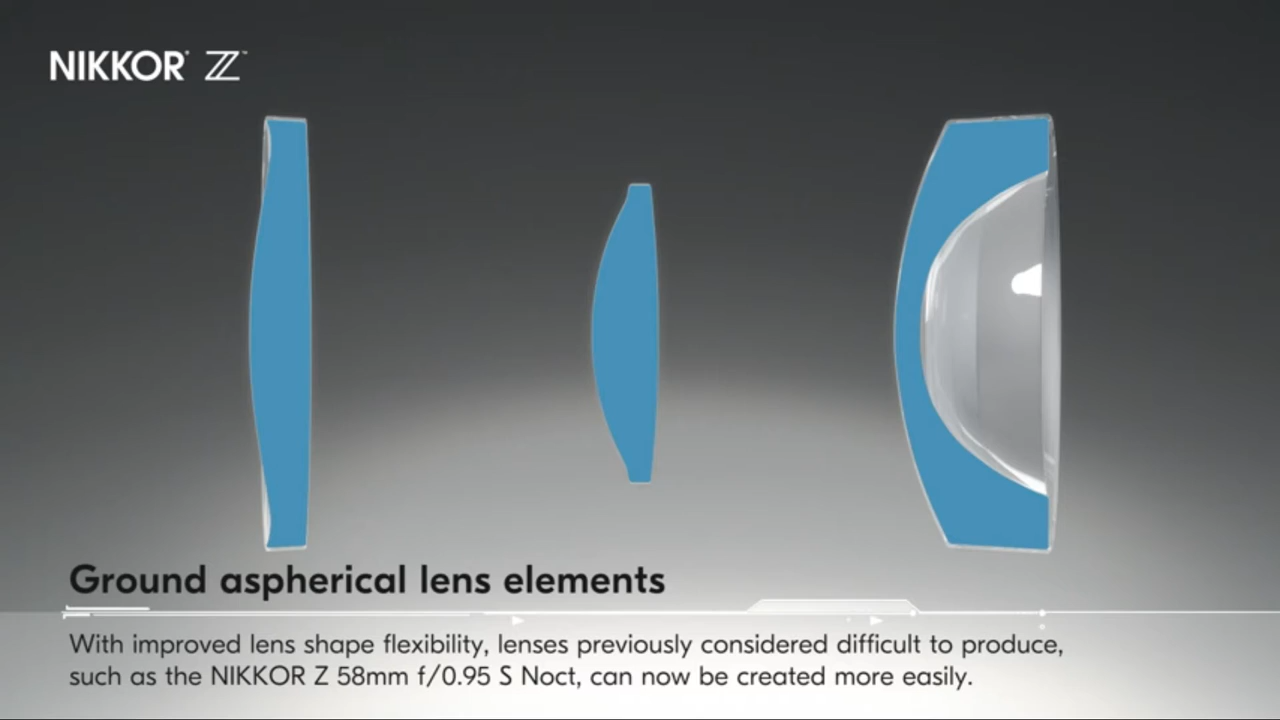 NIKKOR Z
Ground aspherical lens elements
With improved lens shape flexibility, lenses previously considered difficult to produce,
such as the NIKKOR Z 58mm f/0.95 S Noct, can now be created more easily.